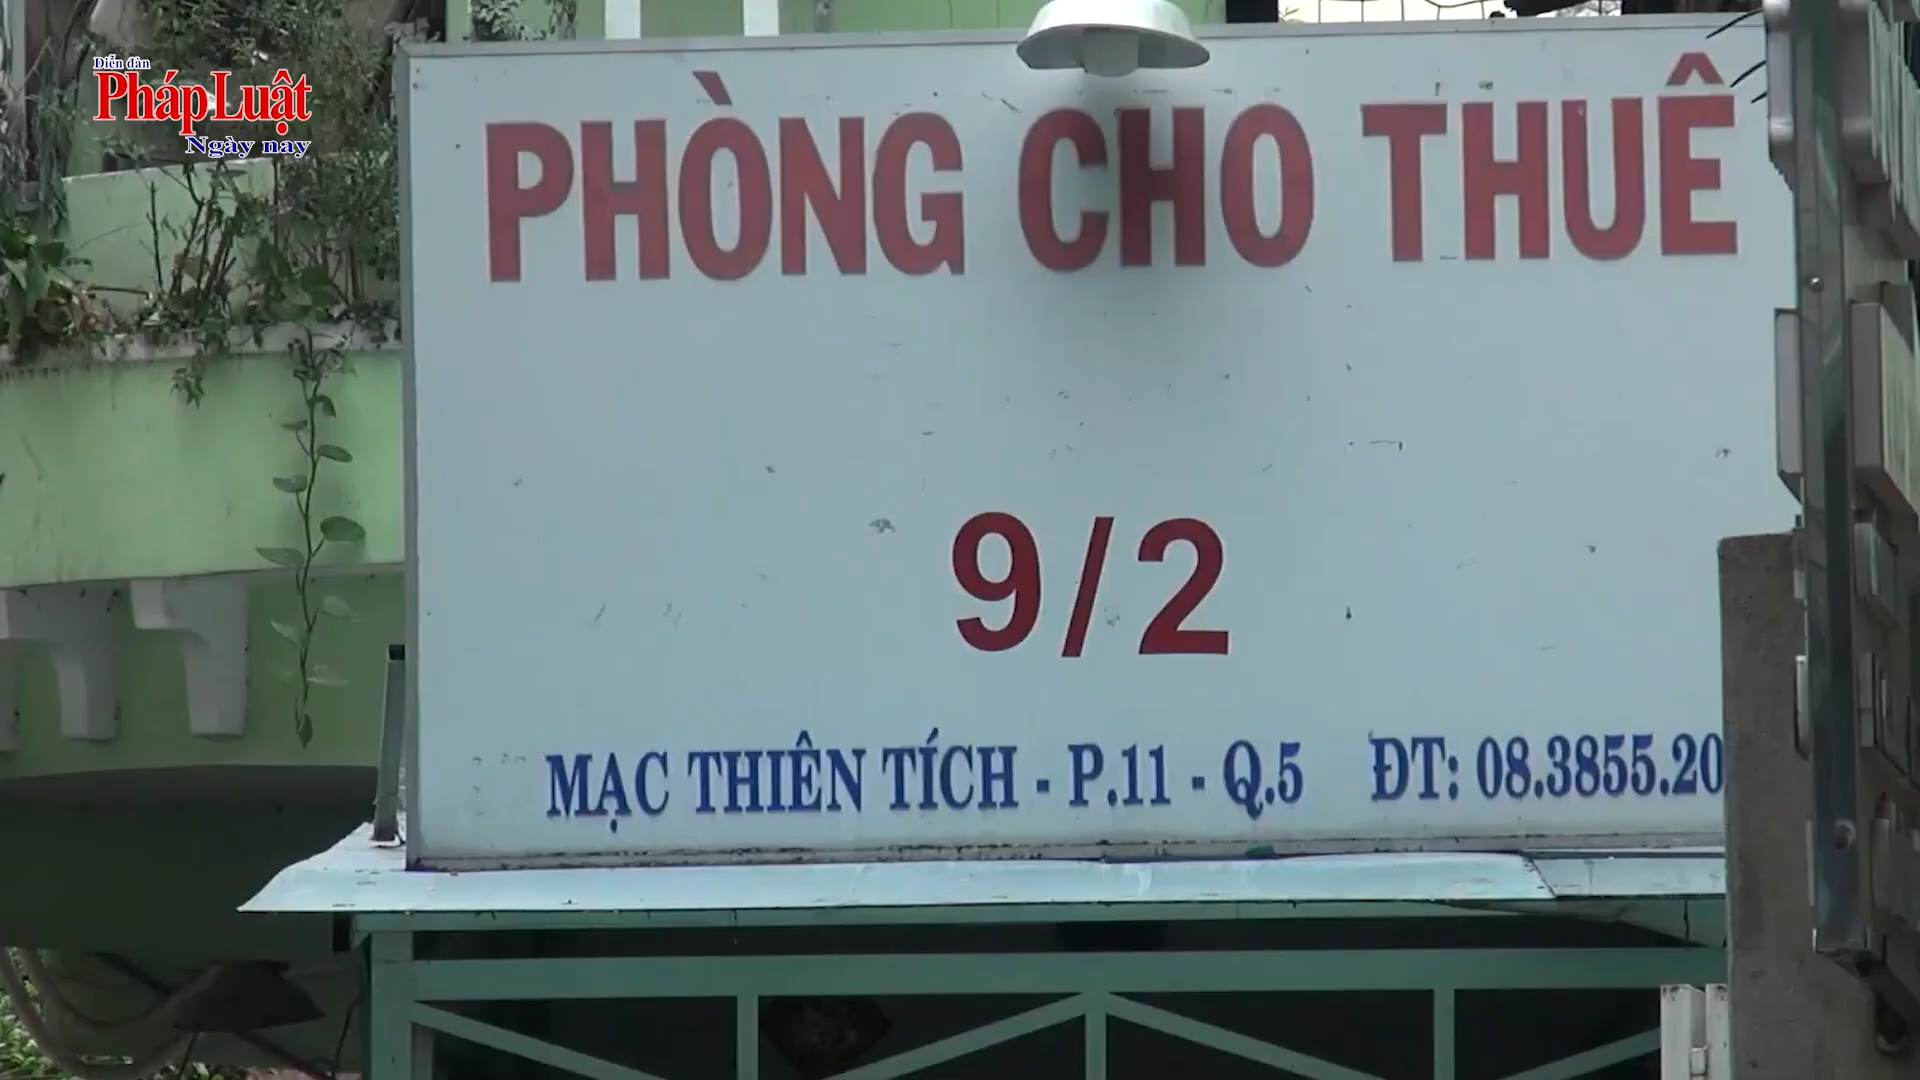 Diễn đàn
Pháp Luật
Ngày nay
PHÒNG CHO THUÊ
9/2
MẠC THIÊN TÍCH - P.11 - Q.5 ĐT: 08.3855.20